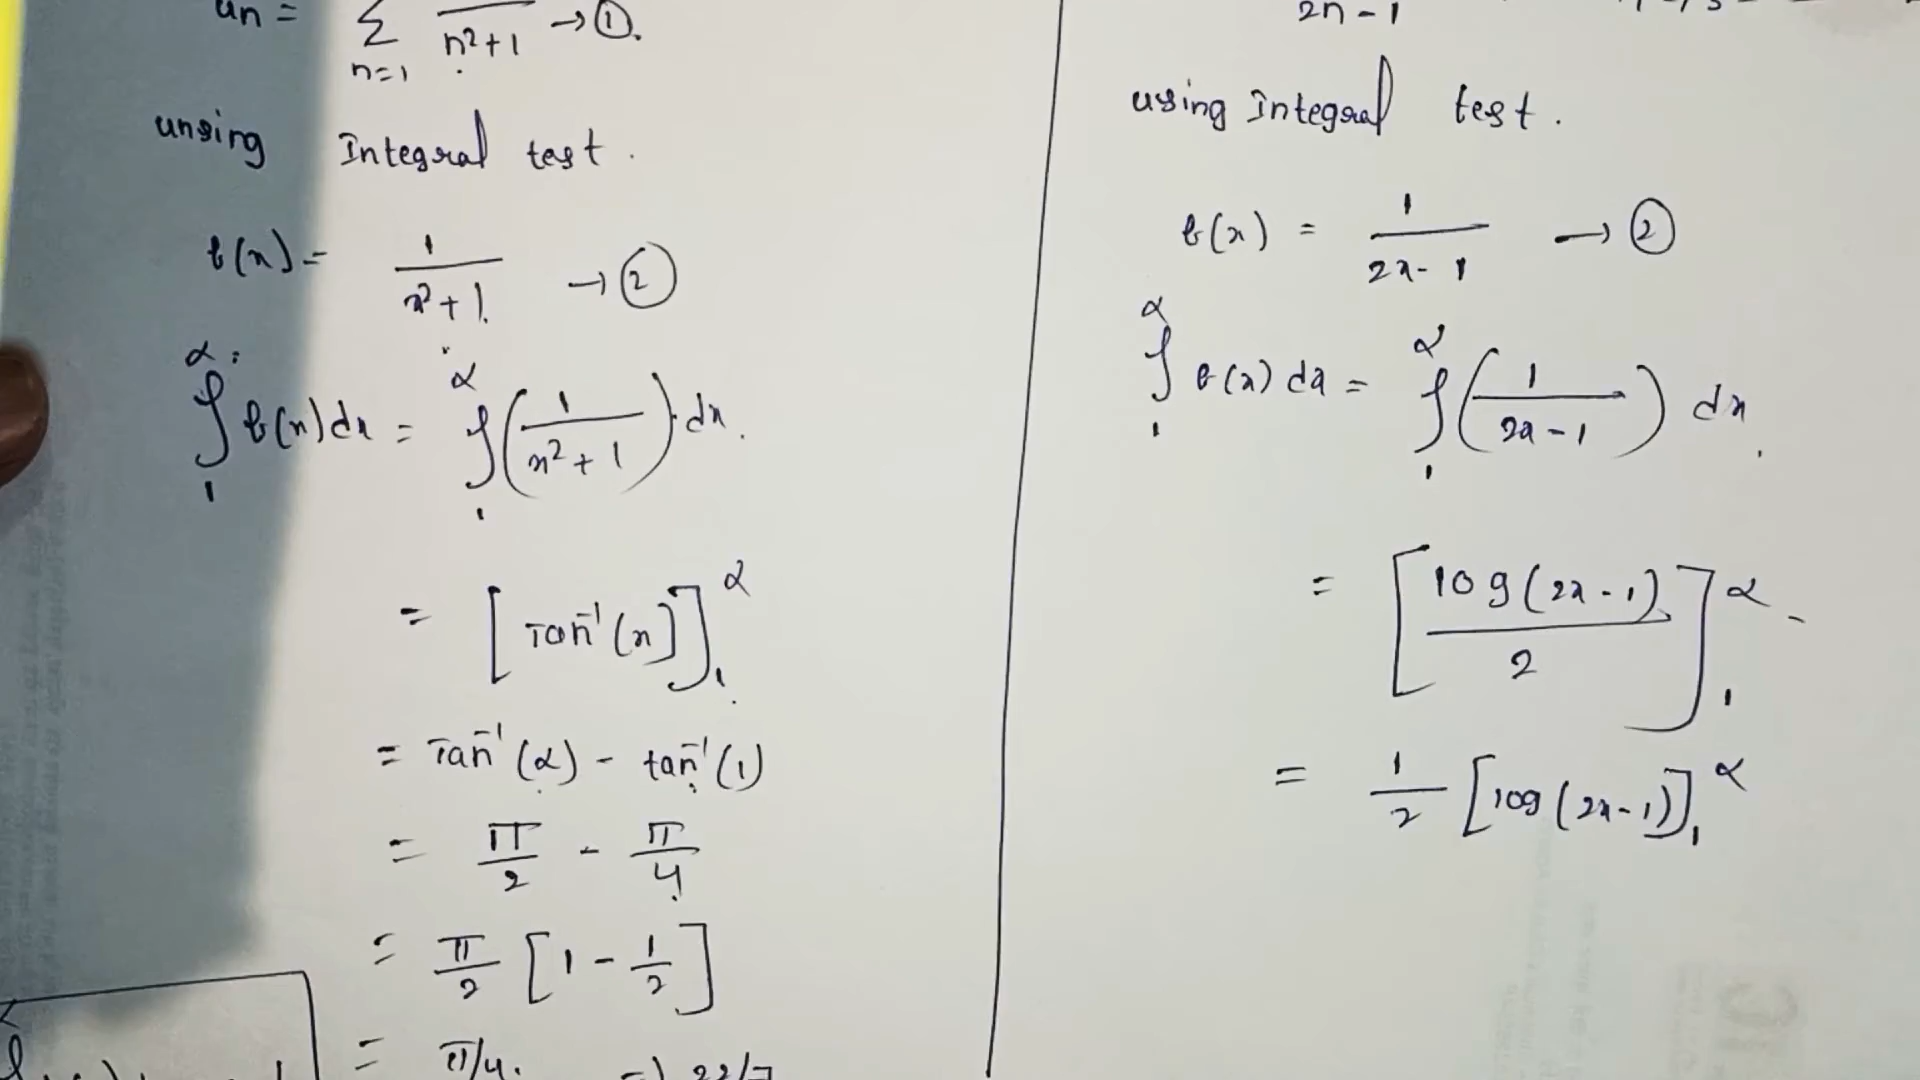 un = ∑ n=1 / n²+1 → ①.
unsing Integral test.
f(x) = 1/x²+1. → ②
∫₁^∝ f(x)dx = ∫₁^∝ (1/x²+1) dx.
= [Tan⁻¹(x)]₁^∝
= Tan⁻¹(∝) - tan⁻¹(1)
= π/2 - π/4
= π/2 [1 - 1/2]
= π/4. => 22/7
2n - 1
using Integral test.
f(x) = 1/2x-1 → ②
∫₁^∝ f(x) dx = ∫₁^∝ (1/2x-1) dx.
= [log(2x-1)/2]₁^∝
= 1/2 [log(2x-1)]₁^∝